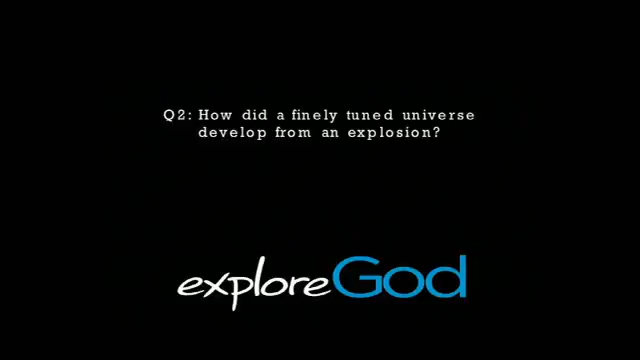 Q2: How did a finely tuned universe
develop from an explosion?
exploreGod